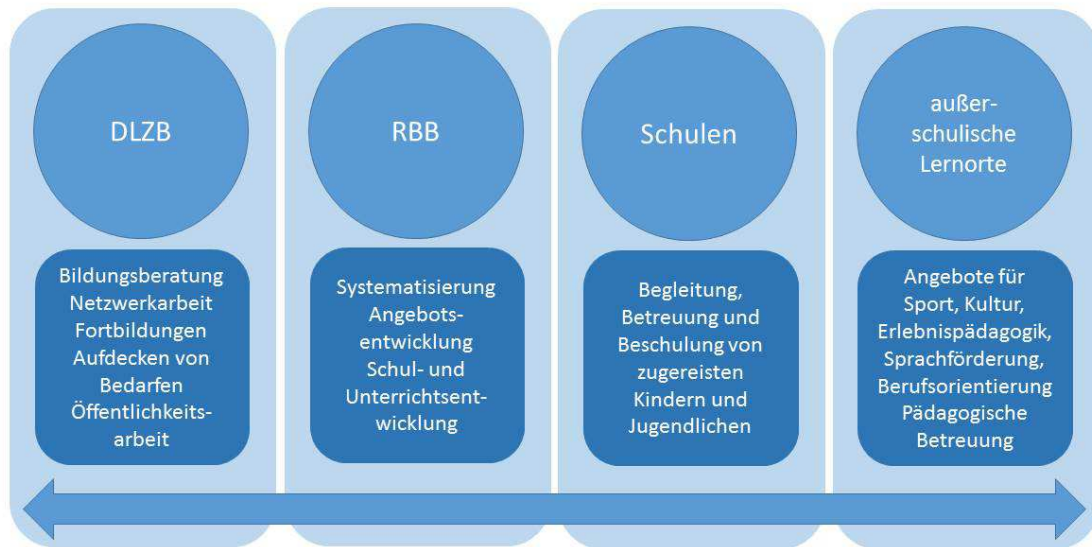 DLZB
Bildungsberatung
Netzwerkarbeit
Fortbildungen
Aufdecken von
Bedarfen
Öffentlichkeits-
arbeit
RBB
Systematisierung
Angebots-
entwicklung
Schul- und
Unterrichtsent-
wicklung
Schulen
Begleitung,
Betreuung und
Beschulung von
zugereisten
Kindern und
Jugendlichen
außer-
schulische
Lernorte
Angebote für
Sport, Kultur,
Erlebnispädagogik,
Sprachförderung,
Berufsorientierung
Pädagogische
Betreuung